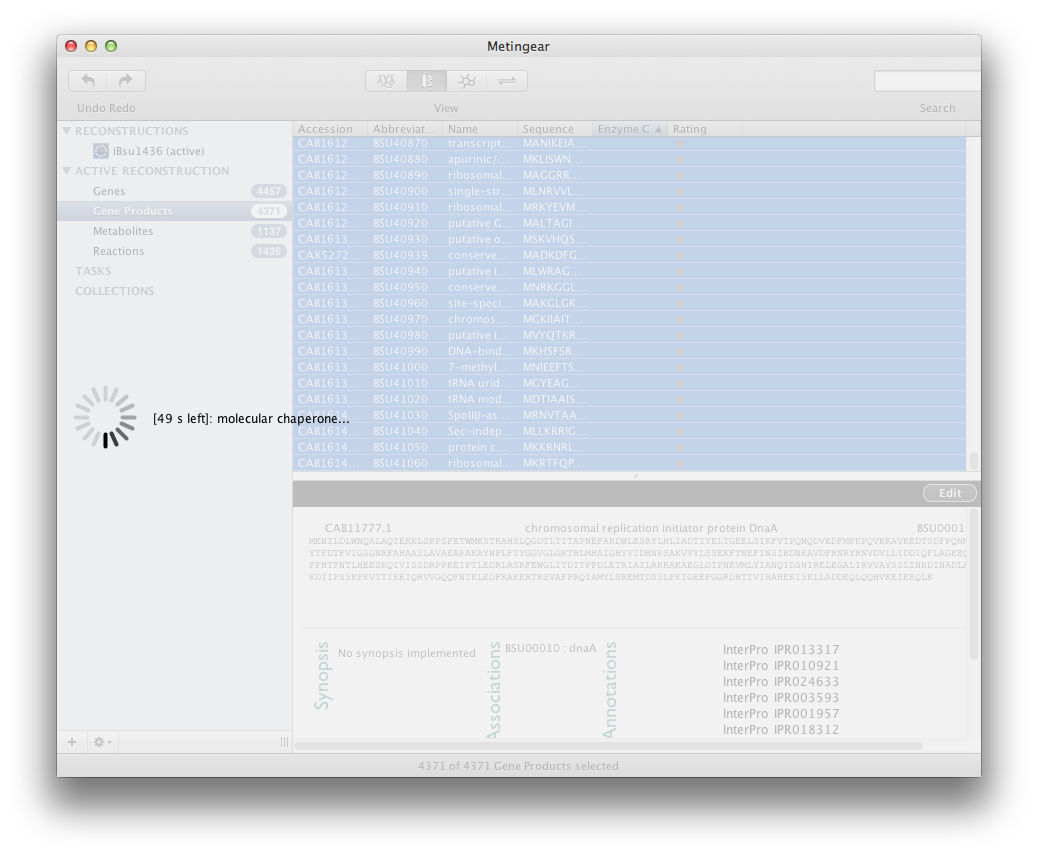 Metingear
Undo Redo
View
Search
RECONSTRUCTIONS
iBsu1436 (active)
ACTIVE RECONSTRUCTION
Genes 4457
Gene Products 4371
Metabolites 1137
Reactions 1436
TASKS
COLLECTIONS
[49 s left]: molecular chaperone...
Accession Abbreviat... Name Sequence Enzyme C... Rating
CAB1612... BSU40870 transcript... MANIKEIA...
CAB1612... BSU40880 apurinic/... MKLISWN...
CAB1612... BSU40890 ribosomal... MAGGRR...
CAB1612... BSU40900 single-str... MLNRVVL...
CAB1612... BSU40910 ribosomal... MRKYEVM...
CAB1612... BSU40920 putative G... MALTAGI...
CAB1613... BSU40930 putative o... MSKVHQS...
CAX5272... BSU40939 conserve... MADKDFG...
CAB1613... BSU40940 putative i... MLWRAG...
CAB1613... BSU40950 conserve... MNRKGGL...
CAB1613... BSU40960 site-speci... MAKGLGK...
CAB1613... BSU40970 chromos... MGKIIAIT...
CAB1613... BSU40980 putative i... MVYQTKR...
CAB1613... BSU40990 DNA-bind... MKHSFSR...
CAB1613... BSU41000 7-methyl... MNIEEFTS...
CAB1613... BSU41010 tRNA urid... MGYEAG...
CAB1613... BSU41020 tRNA mod... MDTIAAIS...
CAB1614... BSU41030 SpoIIIJ-as... MRNVTAA...
CAB1614... BSU41040 Sec-indep... MLLKRRIG...
CAB1614... BSU41050 protein c... MKKRNRL...
CAB1614... BSU41060 ribosomal... MKRTFQP...
Edit
CAB11777.1 chromosomal replication initiator protein DnaA BSU0001
Synopsis
No synopsis implemented
Associations
BSU00010 : dnaA
Annotations
InterPro IPR013317
InterPro IPR010921
InterPro IPR024633
InterPro IPR003593
InterPro IPR001957
InterPro IPR018312
4371 of 4371 Gene Products selected